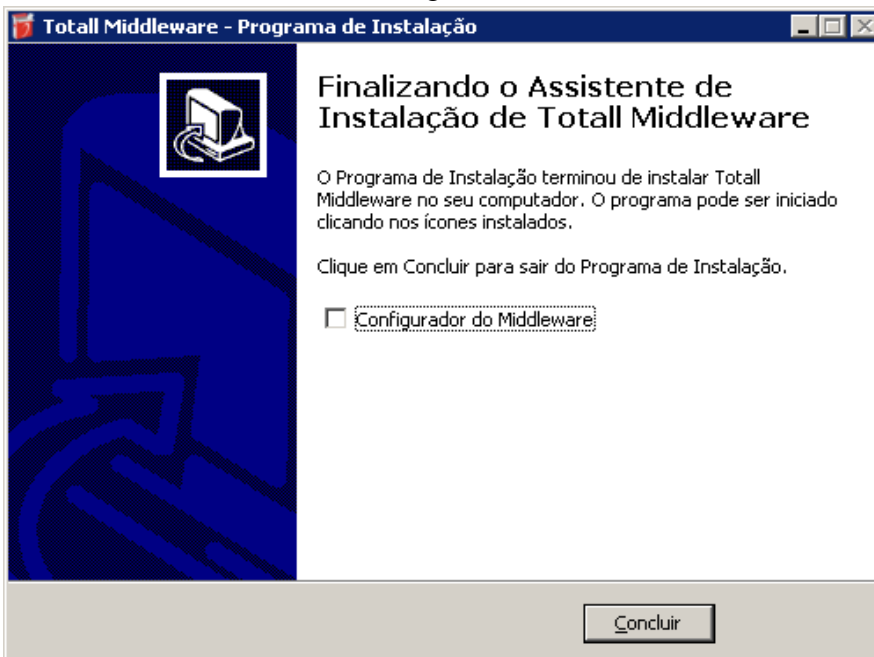 Totall Middleware - Programa de Instalação
Finalizando o Assistente de
Instalação de Totall Middleware
O Programa de Instalação terminou de instalar Totall
Middleware no seu computador. O programa pode ser iniciado
clicando nos ícones instalados.
Clique em Concluir para sair do Programa de Instalação.
Configurador do Middleware
Concluir